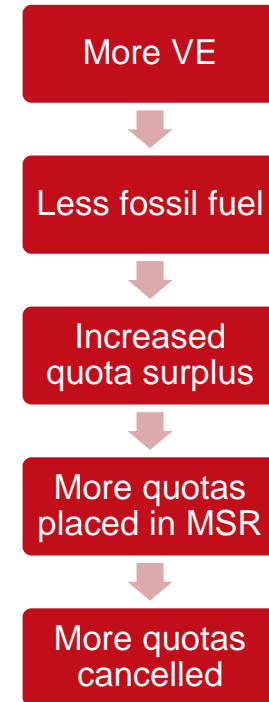 More VE
Less fossil fuel
Increased
quota surplus
More quotas
placed in MSR
More quotas
cancelled